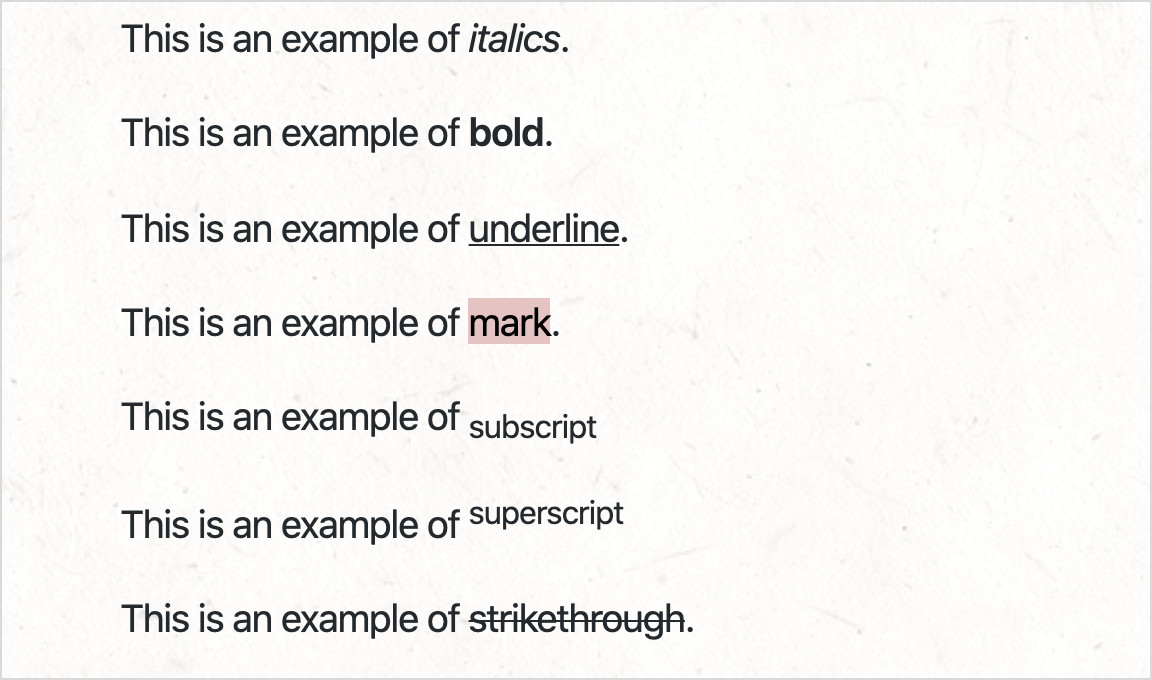 This is an example of italics.
This is an example of bold.
This is an example of underline.
This is an example of mark.
This is an example of subscript
This is an example of superscript
This is an example of strikethrough.